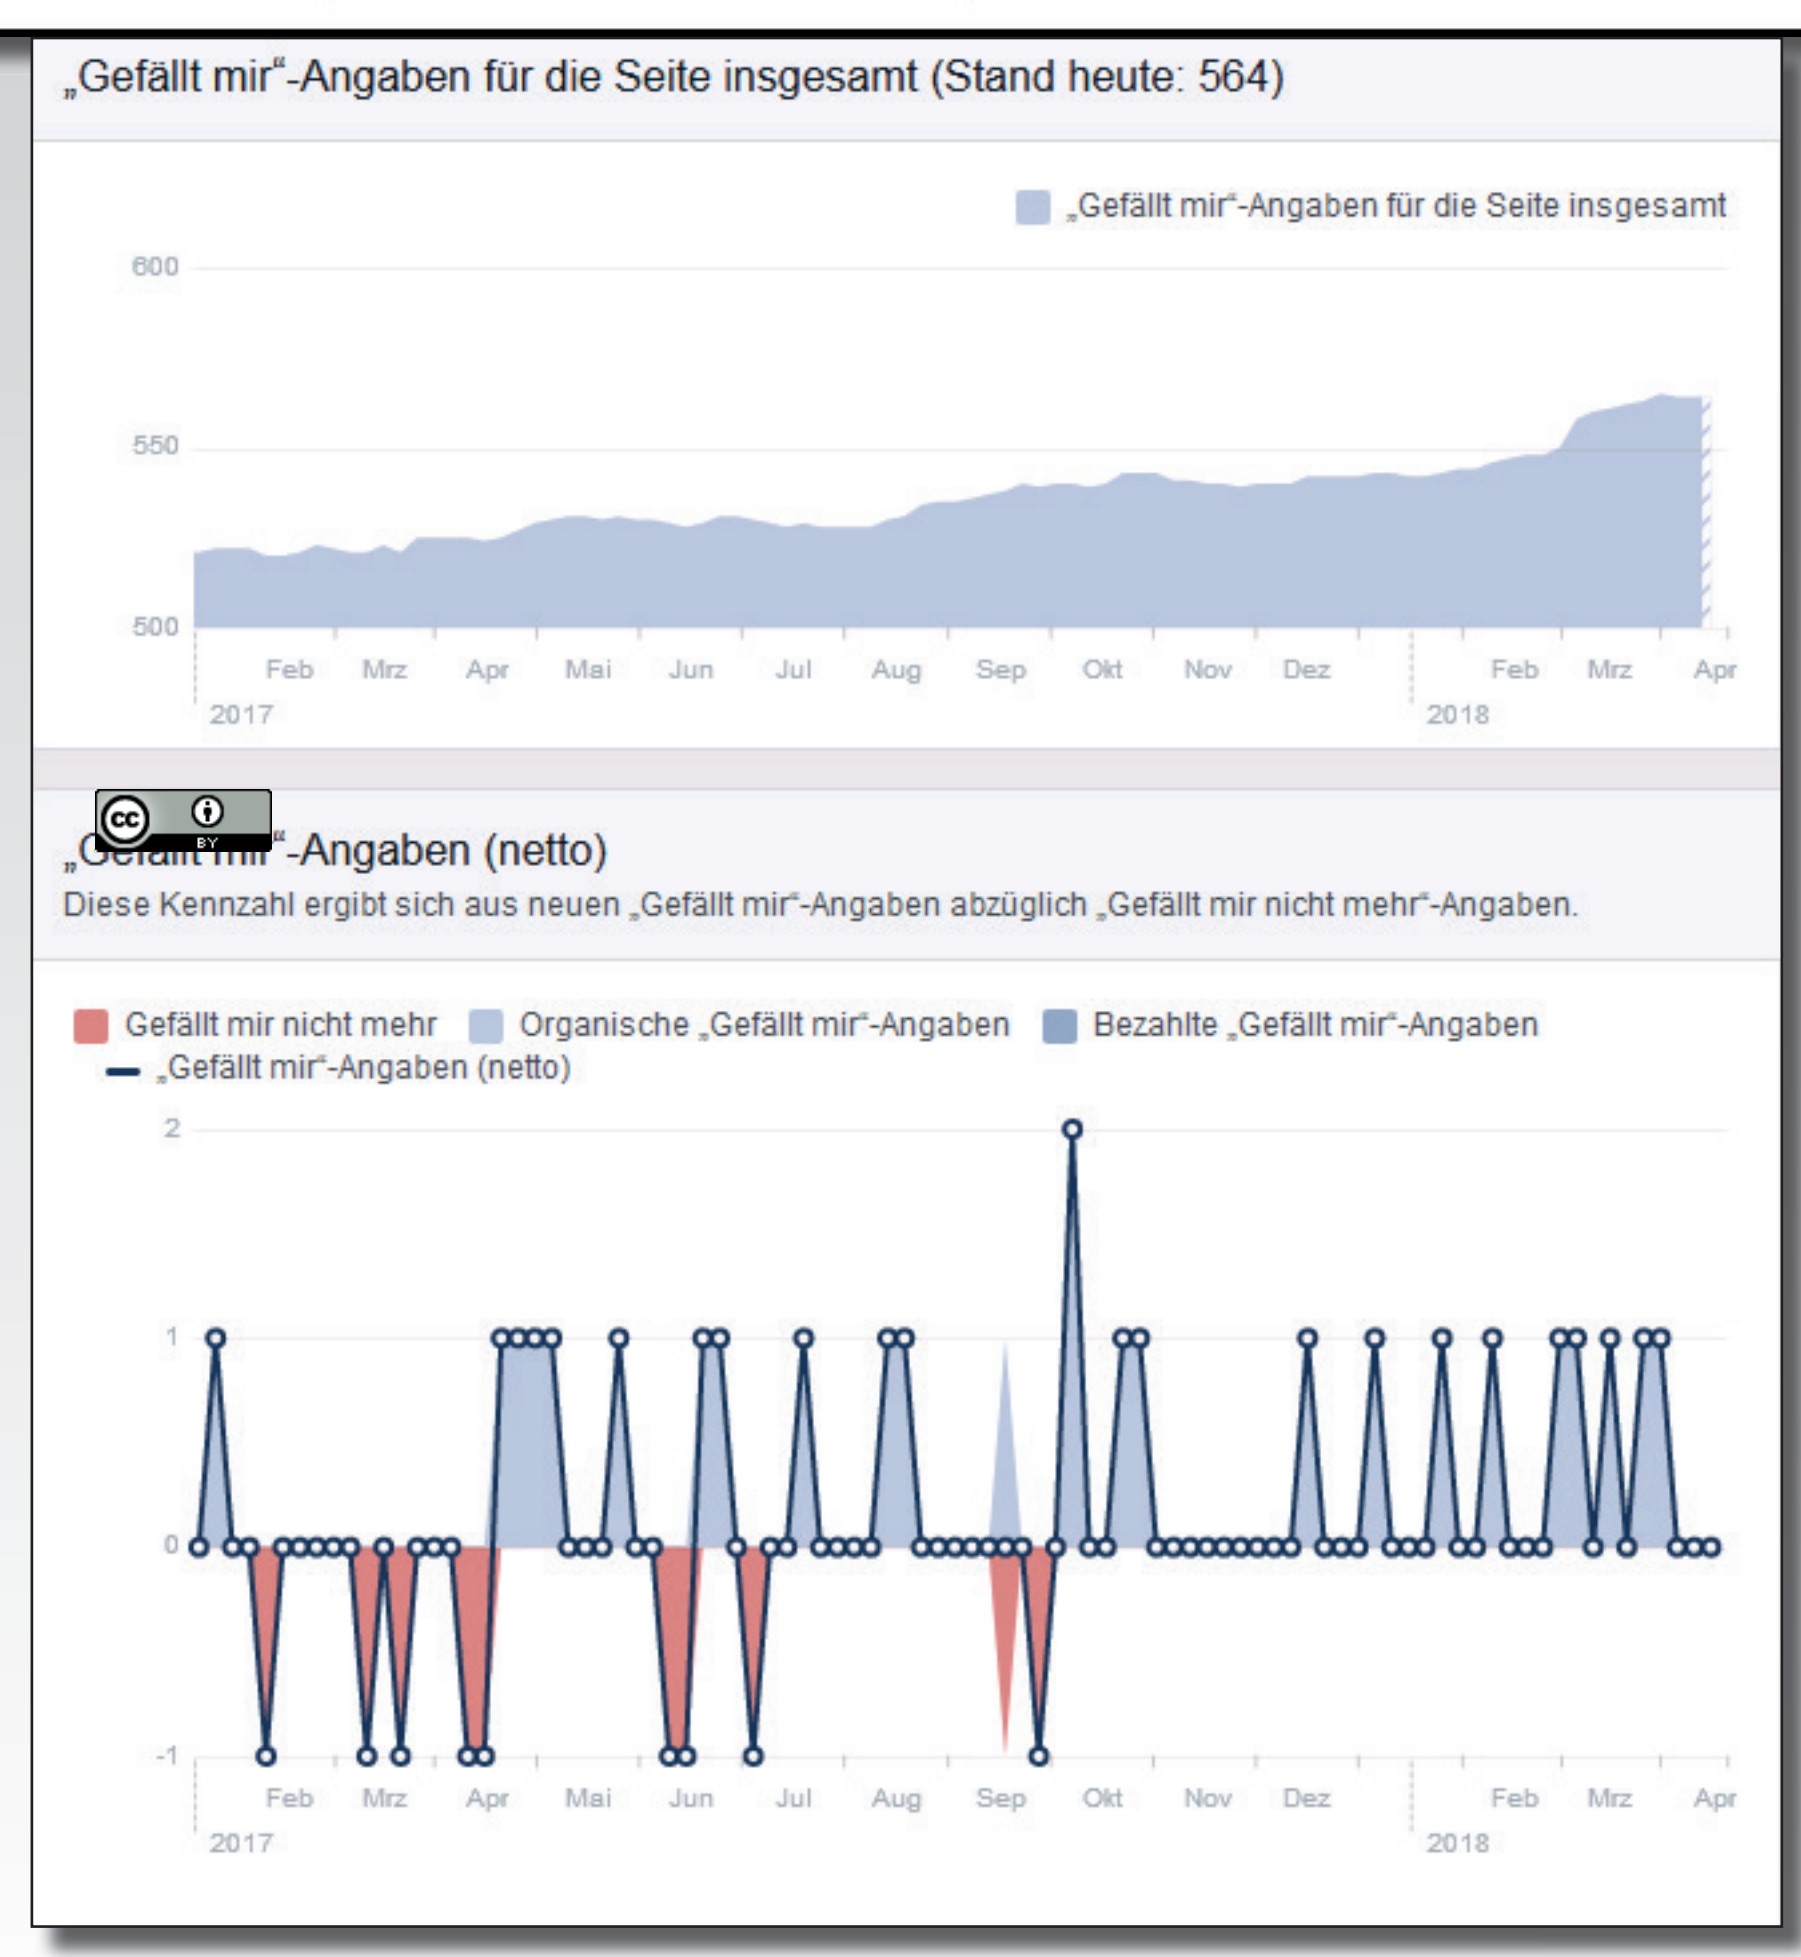 „Gefällt mir“-Angaben für die Seite insgesamt (Stand heute: 564)
„Gefällt mir“-Angaben für die Seite insgesamt
600
550
500
Feb Mrz Apr Mai Jun Jul Aug Sep Okt Nov Dez Feb Mrz Apr
2017 2018
cc
BY
„Gefällt mir“-Angaben (netto)
Diese Kennzahl ergibt sich aus neuen „Gefällt mir“-Angaben abzüglich „Gefällt mir nicht mehr“-Angaben.
Gefällt mir nicht mehr Organische „Gefällt mir“-Angaben Bezahlte „Gefällt mir“-Angaben
„Gefällt mir“-Angaben (netto)
2
1
0
-1
Feb Mrz Apr Mai Jun Jul Aug Sep Okt Nov Dez Feb Mrz Apr
2017 2018